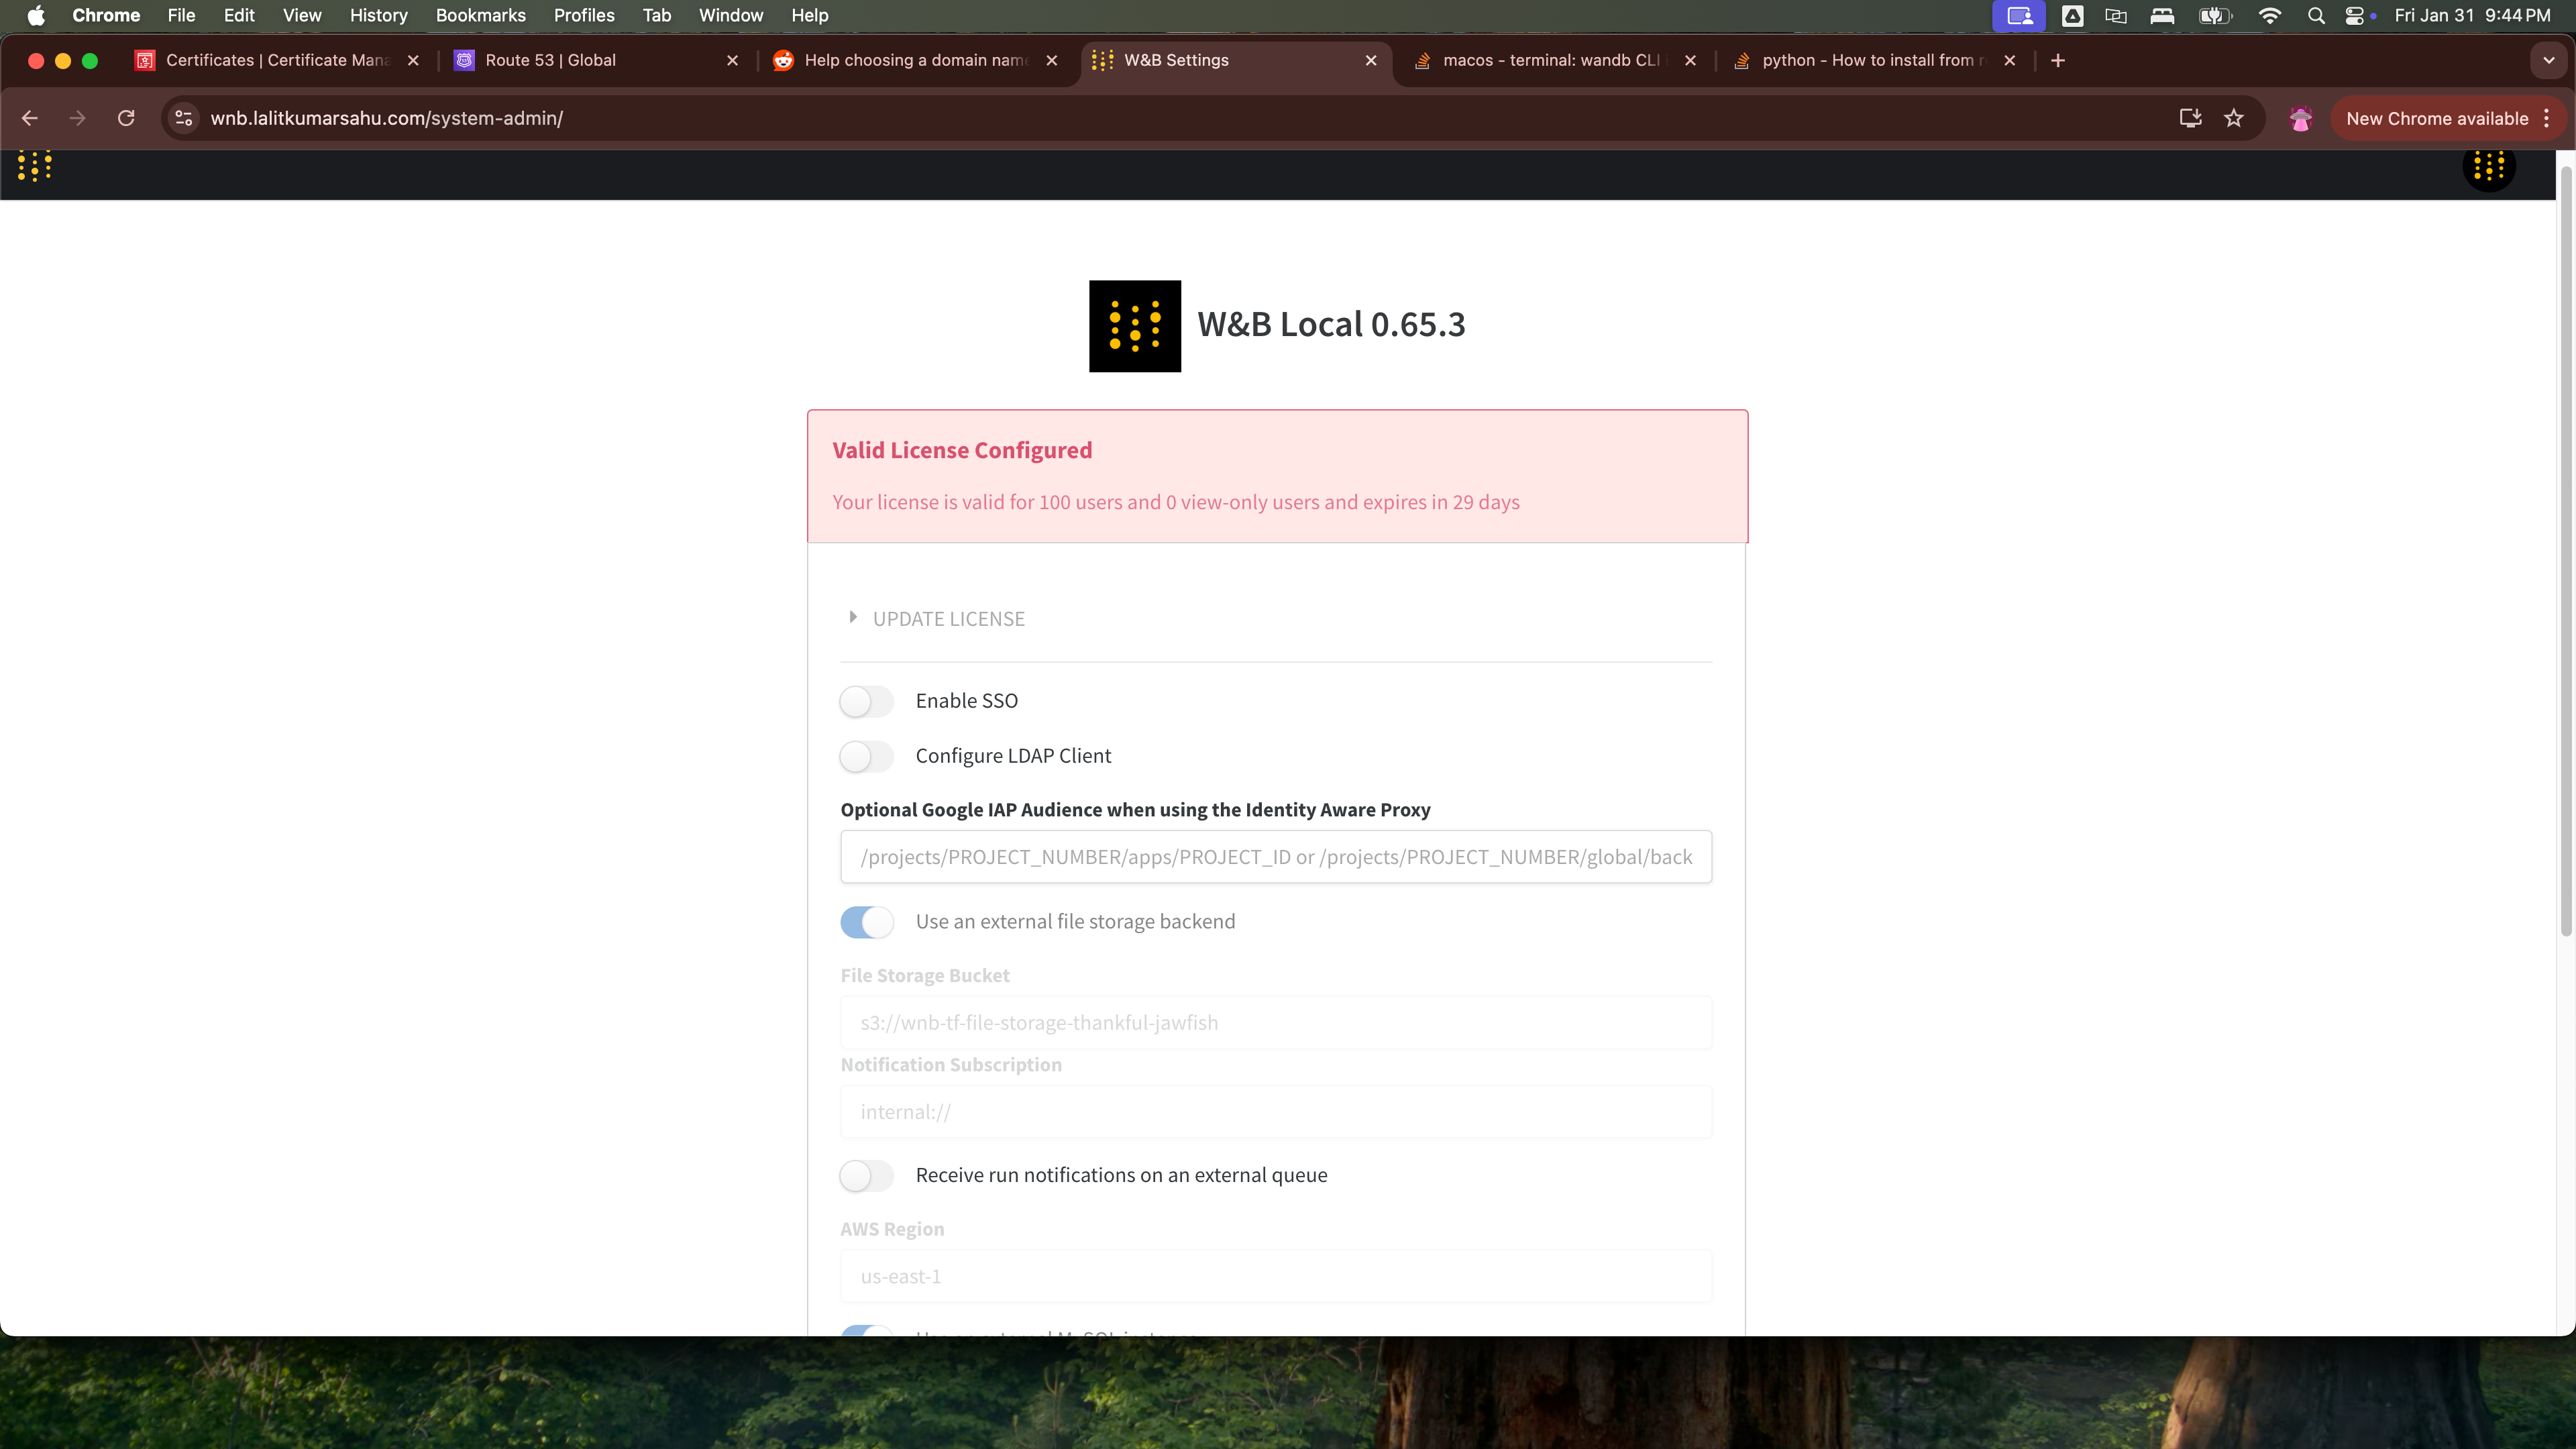 Chrome File Edit View History Bookmarks Profiles Tab Window Help Fri Jan 31 9:44 PM
Certificates | Certificate Mana Route 53 | Global Help choosing a domain name W&B Settings macos - terminal: wandb CLI python - How to install from r
wnb.lalitkumarsahu.com/system-admin/ New Chrome available
W&B Local 0.65.3
Valid License Configured
Your license is valid for 100 users and 0 view-only users and expires in 29 days
UPDATE LICENSE
Enable SSO
Configure LDAP Client
Optional Google IAP Audience when using the Identity Aware Proxy
/projects/PROJECT_NUMBER/apps/PROJECT_ID or /projects/PROJECT_NUMBER/global/back
Use an external file storage backend
File Storage Bucket
s3://wnb-tf-file-storage-thankful-jawfish
Notification Subscription
internal://
Receive run notifications on an external queue
AWS Region
us-east-1